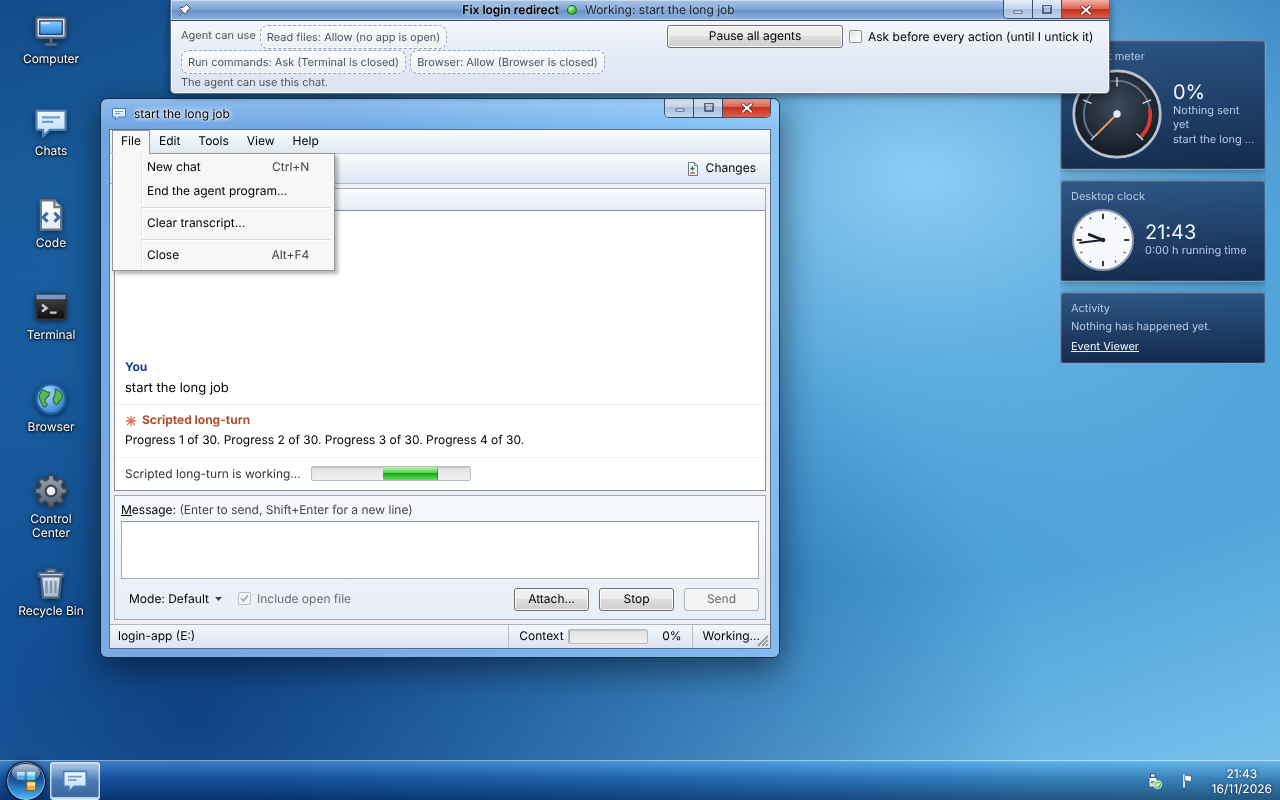 Fix login redirect Working: start the long job
Agent can use Read files: Allow (no app is open)
Run commands: Ask (Terminal is closed) Browser: Allow (Browser is closed)
The agent can use this chat.
Pause all agents Ask before every action (until I untick it)
Computer
Chats
Code
Terminal
Browser
Control
Center
Recycle Bin
start the long job
File Edit Tools View Help
New chat Ctrl+N
End the agent program...
Clear transcript...
Close Alt+F4
Changes
You
start the long job
Scripted long-turn
Progress 1 of 30. Progress 2 of 30. Progress 3 of 30. Progress 4 of 30.
Scripted long-turn is working...
Message: (Enter to send, Shift+Enter for a new line)
Mode: Default Include open file Attach... Stop Send
login-app (E:) Context 0% Working...
meter
0%
Nothing sent
yet
start the long ...
Desktop clock
21:43
0:00 h running time
Activity
Nothing has happened yet.
Event Viewer
21:43
16/11/2026